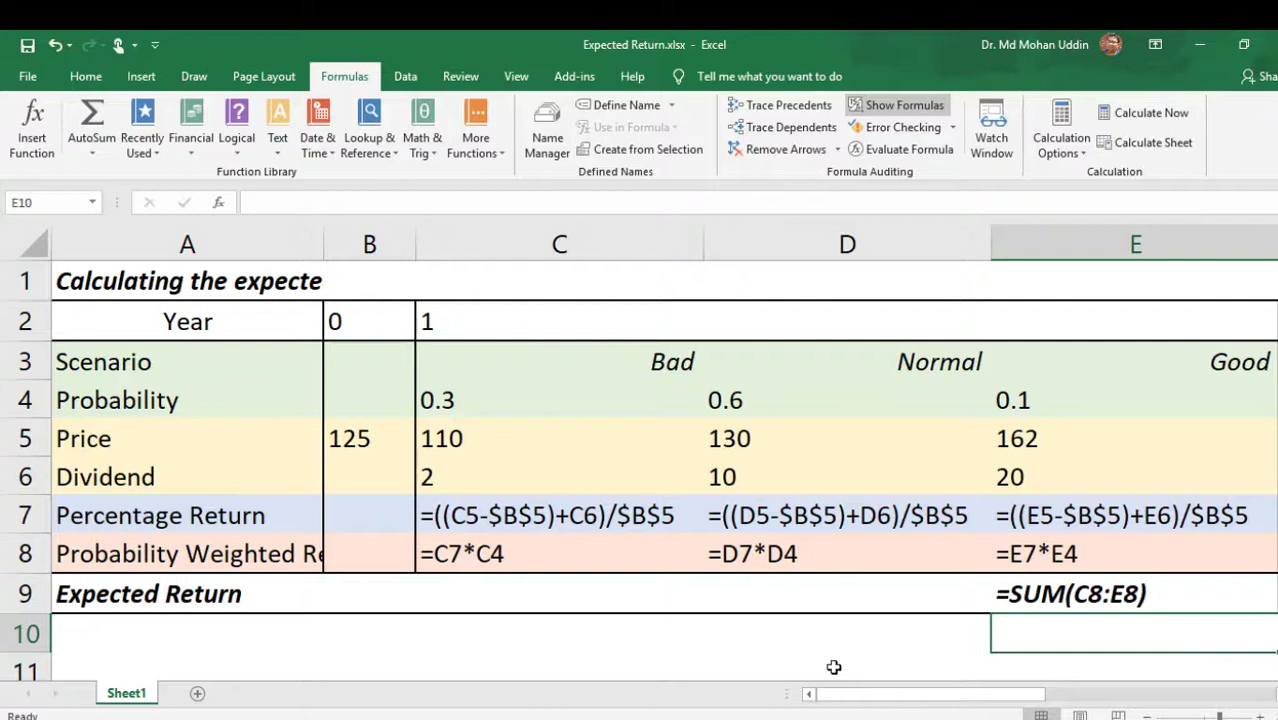 Expected Return.xlsx - Excel
Dr. Md Mohan Uddin
File Home Insert Draw Page Layout Formulas Data Review View Add-ins Help Tell me what you want to do Sha
fx Insert Function
Σ AutoSum
Recently Used
Financial
Logical
Text
Date & Time
Lookup & Reference
Math & Trig
More Functions
Function Library
Name Manager
Define Name
Use in Formula
Create from Selection
Defined Names
Trace Precedents
Trace Dependents
Remove Arrows
Show Formulas
Error Checking
Evaluate Formula
Formula Auditing
Watch Window
Calculation Options
Calculate Now
Calculate Sheet
Calculation
E10 fx
A B C D E
1 Calculating the expecte
2 Year 0 1
3 Scenario Bad Normal Good
4 Probability 0.3 0.6 0.1
5 Price 125 110 130 162
6 Dividend 2 10 20
7 Percentage Return =((C5-$B$5)+C6)/$B$5 =((D5-$B$5)+D6)/$B$5 =((E5-$B$5)+E6)/$B$5
8 Probability Weighted Re =C7*C4 =D7*D4 =E7*E4
9 Expected Return =SUM(C8:E8)
10
11
Sheet1
Ready